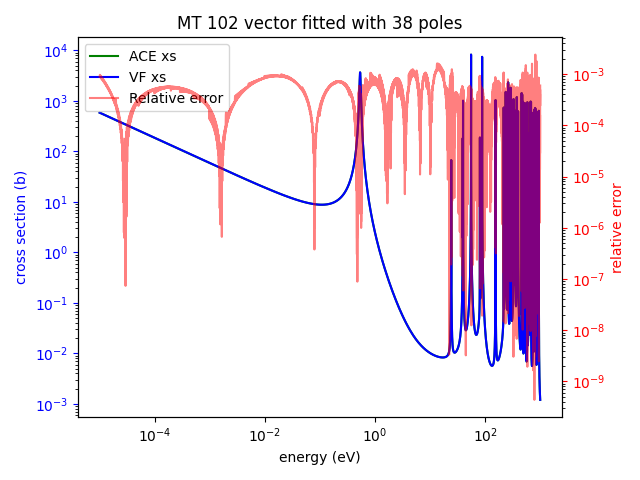 MT 102 vector fitted with 38 poles
ACE xs
VF xs
Relative error
cross section (b)
10^4
10^3
10^2
10^1
10^0
10^-1
10^-2
10^-3
10^-3
10^-4
10^-5
10^-6
10^-7
10^-8
10^-9
relative error
10^-4
10^-2
10^0
10^2
energy (eV)